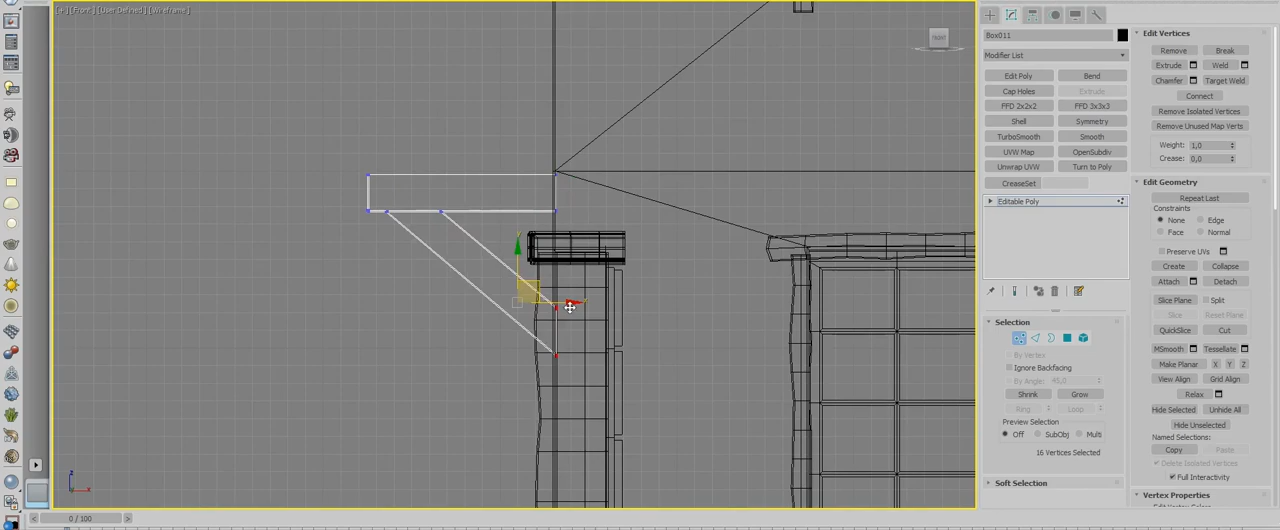 [+] [Front] [User Defined] [Wireframe]
FRONT
Box011
Modifier List
Edit Poly
Bend
Cap Holes
Extrude
FFD 2x2x2
FFD 3x3x3
Shell
Symmetry
TurboSmooth
Smooth
UVW Map
OpenSubdiv
Unwrap UVW
Turn to Poly
CreaseSet
Editable Poly
Selection
By Vertex
Ignore Backfacing
By Angle:
45,0
Shrink
Grow
Ring
Loop
Preview Selection
Off
SubObj
Multi
16 Vertices Selected
Soft Selection
Edit Vertices
Remove
Break
Extrude
Weld
Chamfer
Target Weld
Connect
Remove Isolated Vertices
Remove Unused Map Verts
Weight:
1,0
Crease:
0,0
Edit Geometry
Repeat Last
Constraints
None
Edge
Face
Normal
Preserve UVs
Create
Collapse
Attach
Detach
Slice Plane
Split
Slice
Reset Plane
QuickSlice
Cut
MSmooth
Tessellate
Make Planar
X
Y
Z
View Align
Grid Align
Relax
Hide Selected
Unhide All
Hide Unselected
Named Selections:
Copy
Paste
Delete Isolated Vertices
Full Interactivity
Vertex Properties
0 / 100